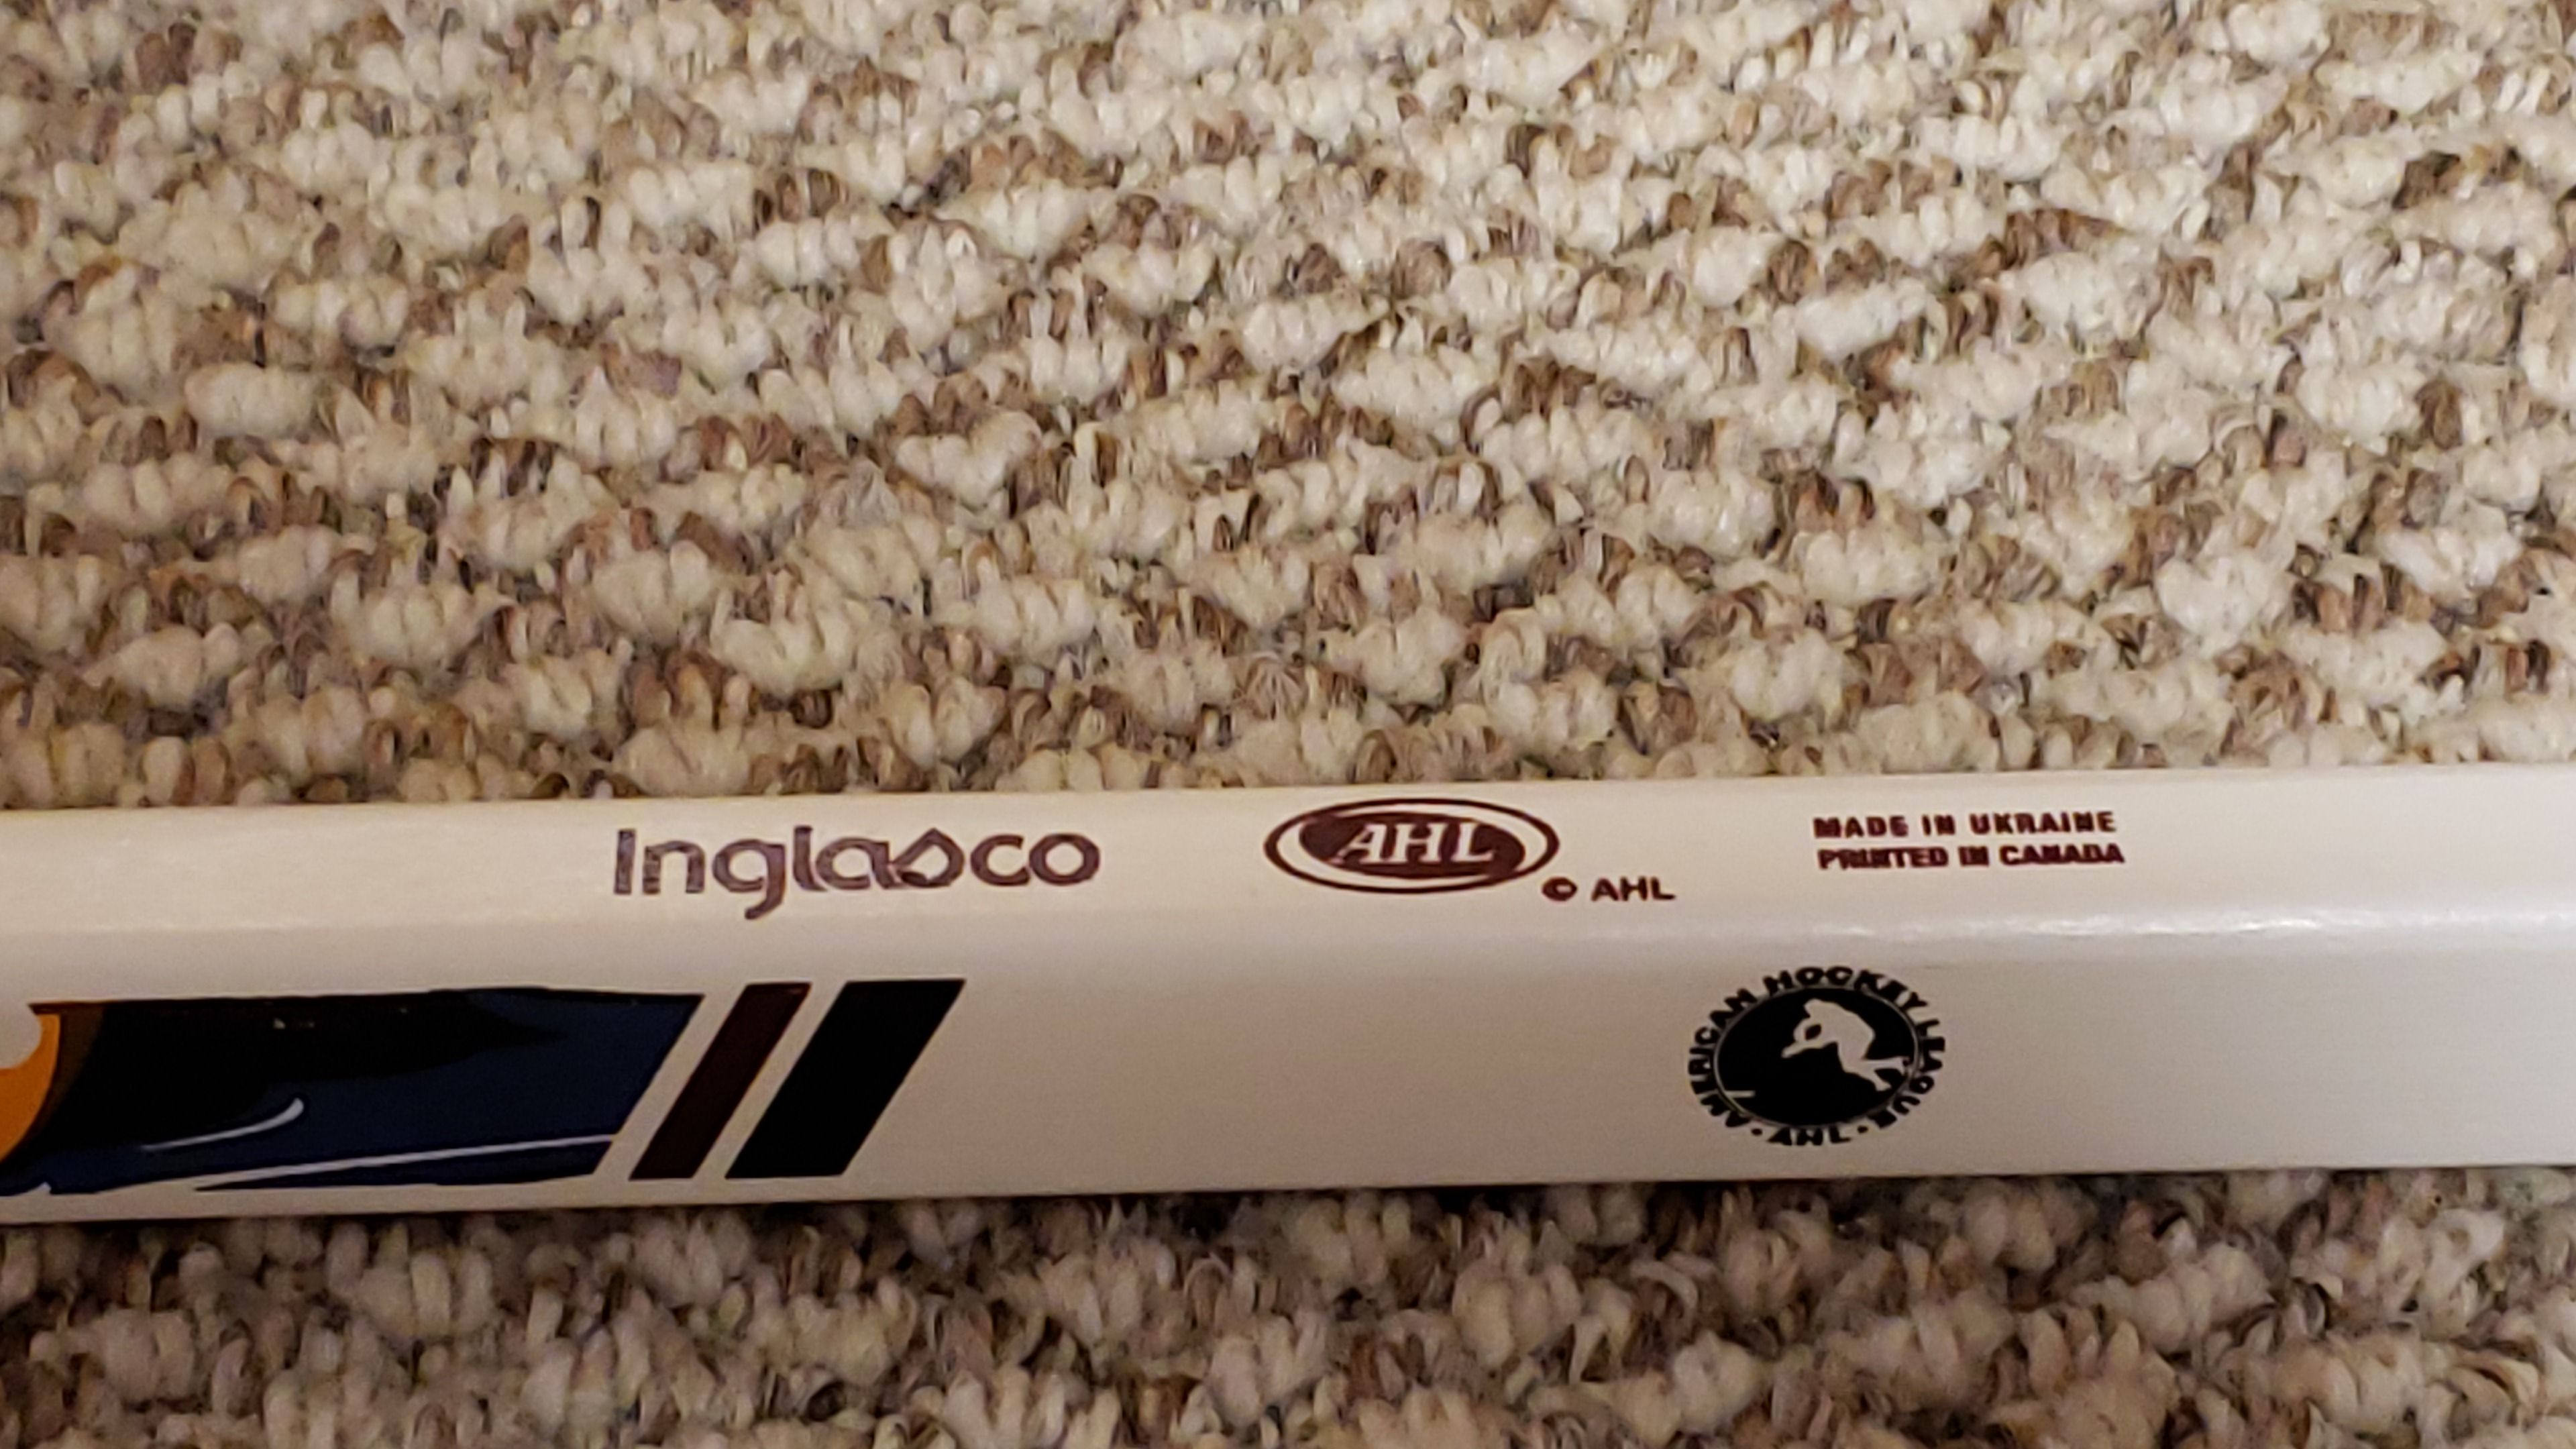 Inglasco
AHL
© AHL
MADE IN UKRAINE
PRINTED IN CANADA
AMERICAN HOCKEY LEAGUE
• AHL •